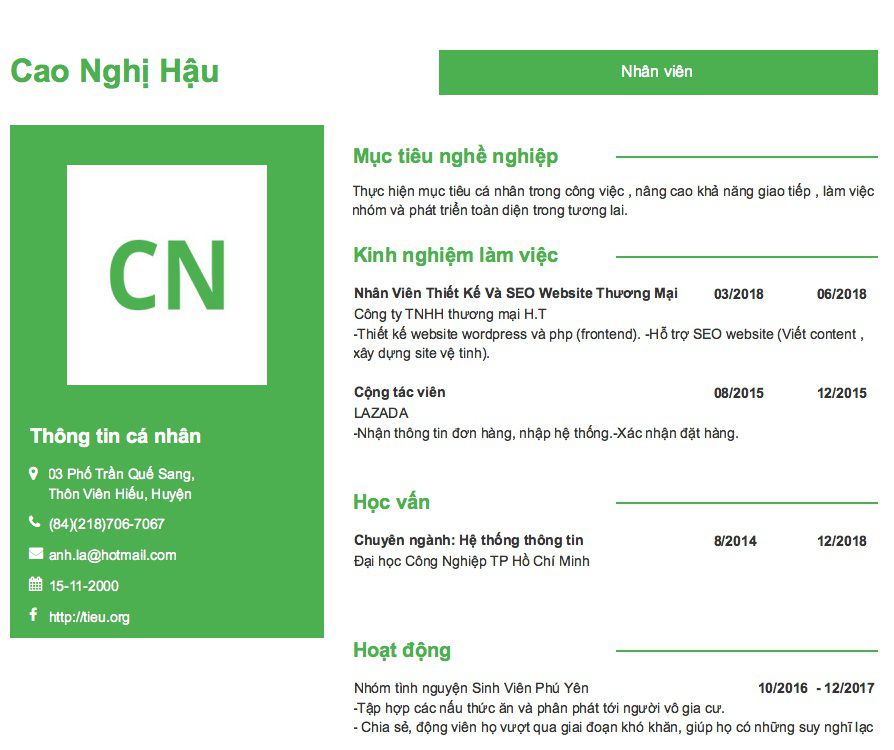 Cao Nghị Hậu
Nhân viên
CN
Thông tin cá nhân
03 Phố Trần Quế Sang,
Thôn Viên Hiếu, Huyện
(84)(218)706-7067
anh.la@hotmail.com
15-11-2000
http://tieu.org
Mục tiêu nghề nghiệp
Thực hiện mục tiêu cá nhân trong công việc , nâng cao khả năng giao tiếp , làm việc
nhóm và phát triển toàn diện trong tương lai.
Kinh nghiệm làm việc
Nhân Viên Thiết Kế Và SEO Website Thương Mại 03/2018 06/2018
Công ty TNHH thương mại H.T
-Thiết kế website wordpress và php (frontend). -Hỗ trợ SEO website (Viết content ,
xây dựng site vệ tinh).
Cộng tác viên 08/2015 12/2015
LAZADA
-Nhận thông tin đơn hàng, nhập hệ thống.-Xác nhận đặt hàng.
Học vấn
Chuyên ngành: Hệ thống thông tin 8/2014 12/2018
Đại học Công Nghiệp TP Hồ Chí Minh
Hoạt động
Nhóm tình nguyện Sinh Viên Phú Yên 10/2016 - 12/2017
-Tập hợp các nấu thức ăn và phân phát tới người vô gia cư.
- Chia sẻ, động viên họ vượt qua giai đoạn khó khăn, giúp họ có những suy nghĩ lạc